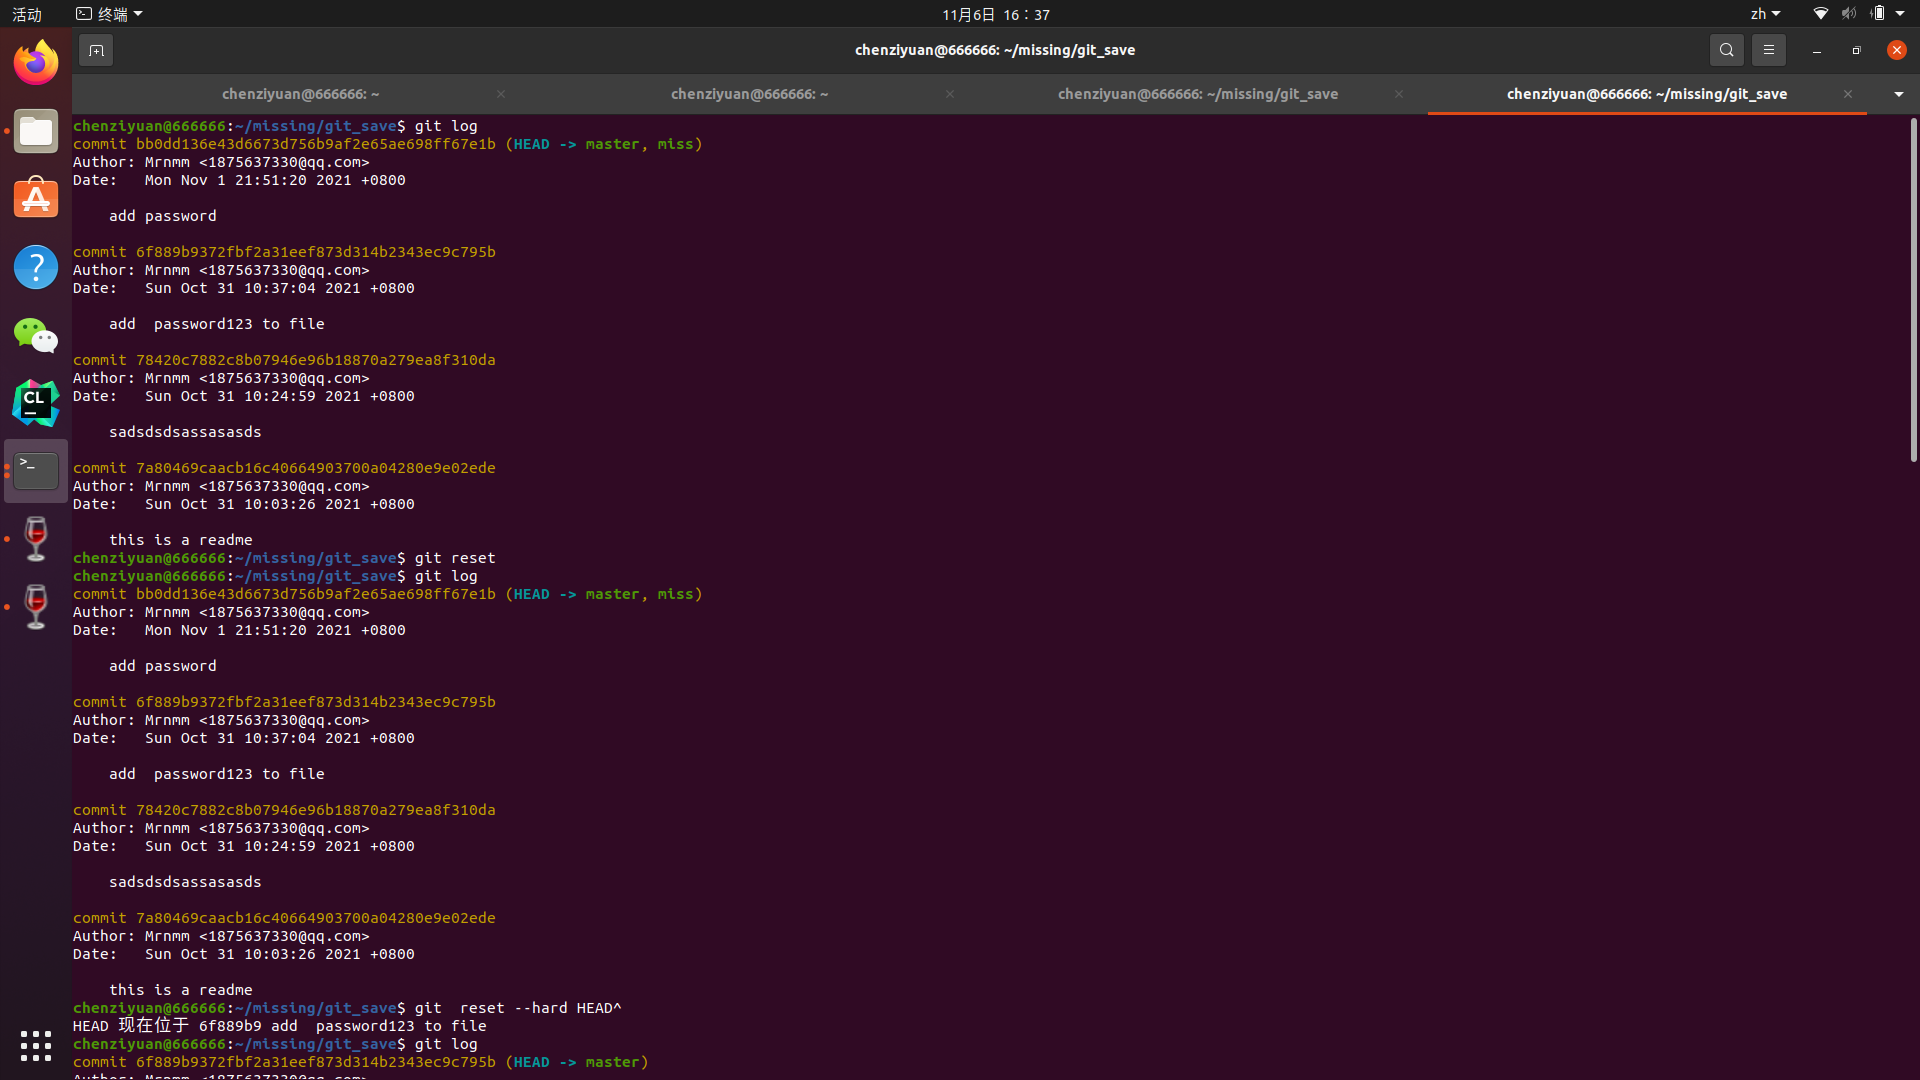 活动 终端 11月6日 16：37 zh
chenziyuan@666666: ~/missing/git_save
chenziyuan@666666: ~ chenziyuan@666666: ~ chenziyuan@666666: ~/missing/git_save chenziyuan@666666: ~/missing/git_save
chenziyuan@666666:~/missing/git_save$ git log
commit bb0dd136e43d6673d756b9af2e65ae698ff67e1b (HEAD -> master, miss)
Author: Mrnmm <1875637330@qq.com>
Date:   Mon Nov 1 21:51:20 2021 +0800
add password
commit 6f889b9372fbf2a31eef873d314b2343ec9c795b
Author: Mrnmm <1875637330@qq.com>
Date:   Sun Oct 31 10:37:04 2021 +0800
add  password123 to file
commit 78420c7882c8b07946e96b18870a279ea8f310da
Author: Mrnmm <1875637330@qq.com>
Date:   Sun Oct 31 10:24:59 2021 +0800
sadsdsdsassasasds
commit 7a80469caacb16c40664903700a04280e9e02ede
Author: Mrnmm <1875637330@qq.com>
Date:   Sun Oct 31 10:03:26 2021 +0800
this is a readme
chenziyuan@666666:~/missing/git_save$ git reset
chenziyuan@666666:~/missing/git_save$ git log
commit bb0dd136e43d6673d756b9af2e65ae698ff67e1b (HEAD -> master, miss)
Author: Mrnmm <1875637330@qq.com>
Date:   Mon Nov 1 21:51:20 2021 +0800
add password
commit 6f889b9372fbf2a31eef873d314b2343ec9c795b
Author: Mrnmm <1875637330@qq.com>
Date:   Sun Oct 31 10:37:04 2021 +0800
add  password123 to file
commit 78420c7882c8b07946e96b18870a279ea8f310da
Author: Mrnmm <1875637330@qq.com>
Date:   Sun Oct 31 10:24:59 2021 +0800
sadsdsdsassasasds
commit 7a80469caacb16c40664903700a04280e9e02ede
Author: Mrnmm <1875637330@qq.com>
Date:   Sun Oct 31 10:03:26 2021 +0800
this is a readme
chenziyuan@666666:~/missing/git_save$ git  reset --hard HEAD^
HEAD 现在位于 6f889b9 add  password123 to file
chenziyuan@666666:~/missing/git_save$ git log
commit 6f889b9372fbf2a31eef873d314b2343ec9c795b (HEAD -> master)
Author: Mrnmm <1875637330@qq.com>
CL